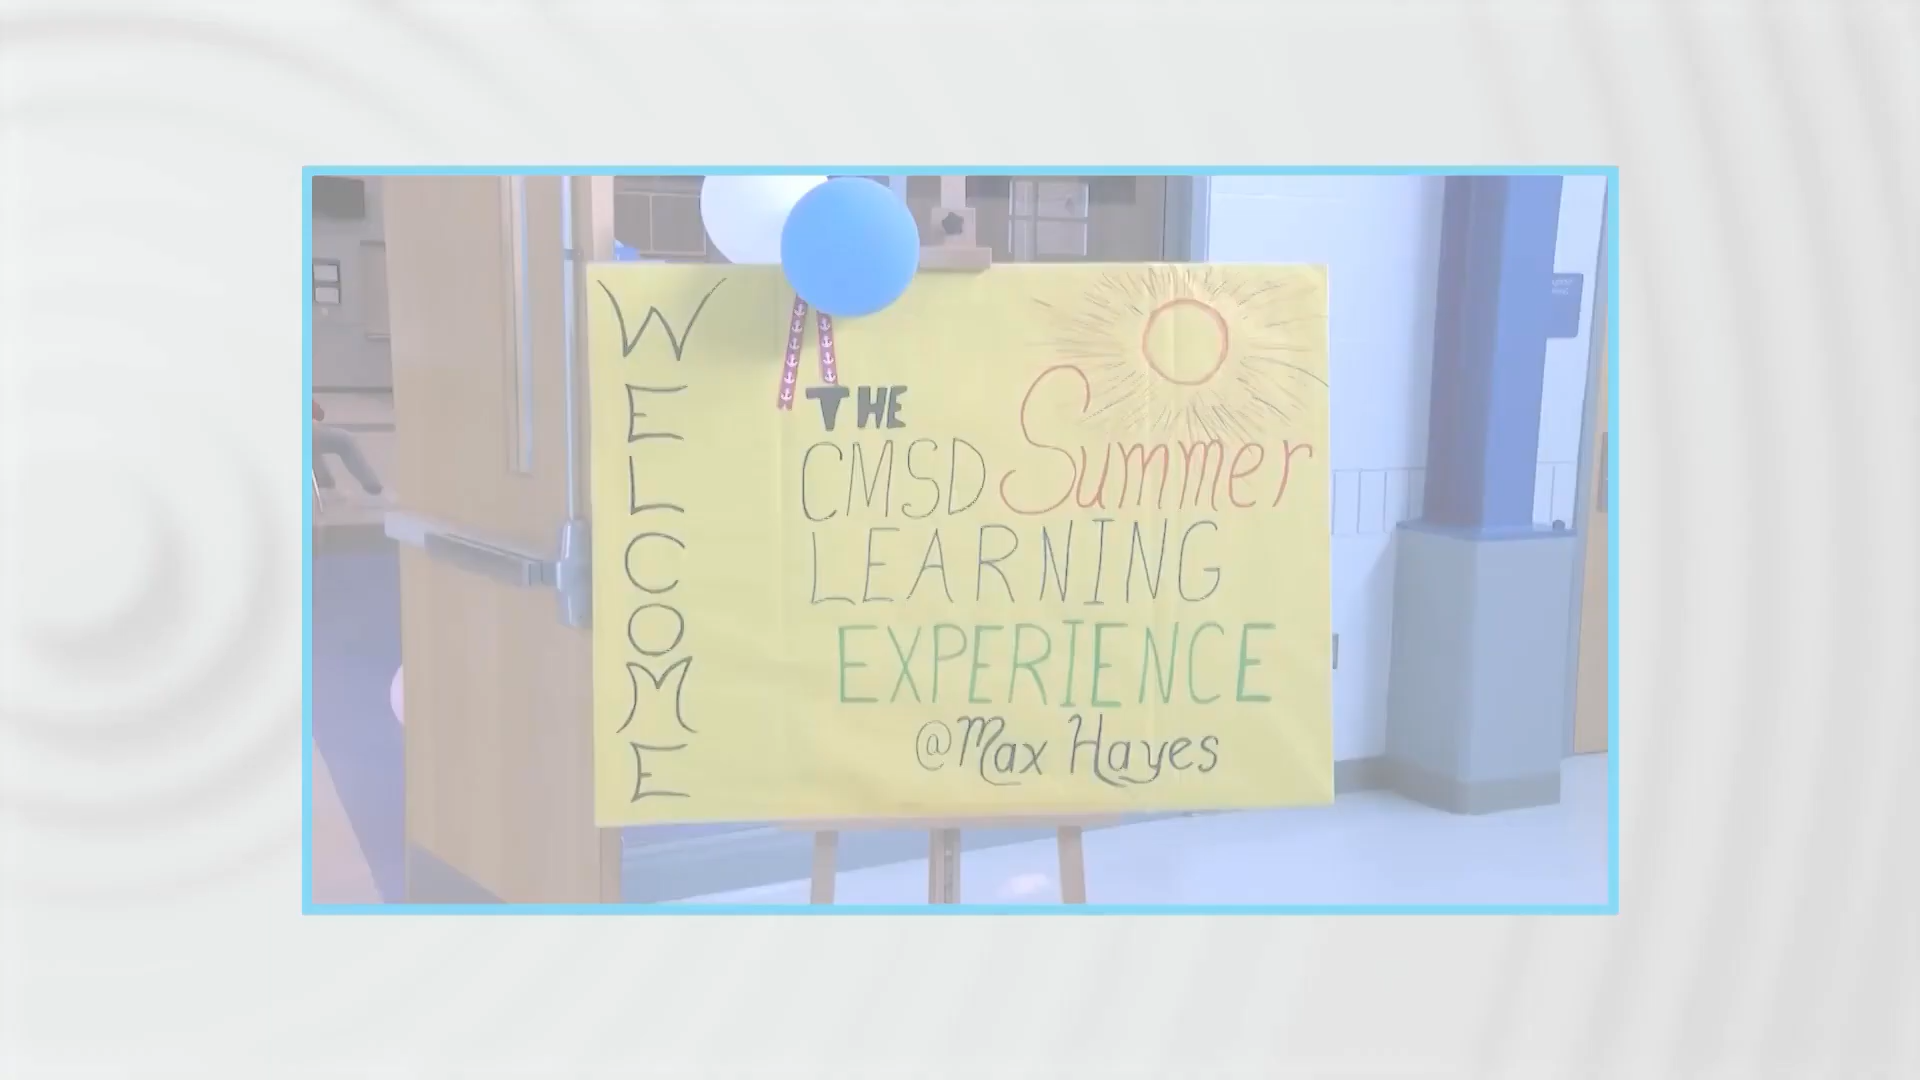 WELCOME
THE
CMSD Summer
LEARNING
EXPERIENCE
@Max Hayes